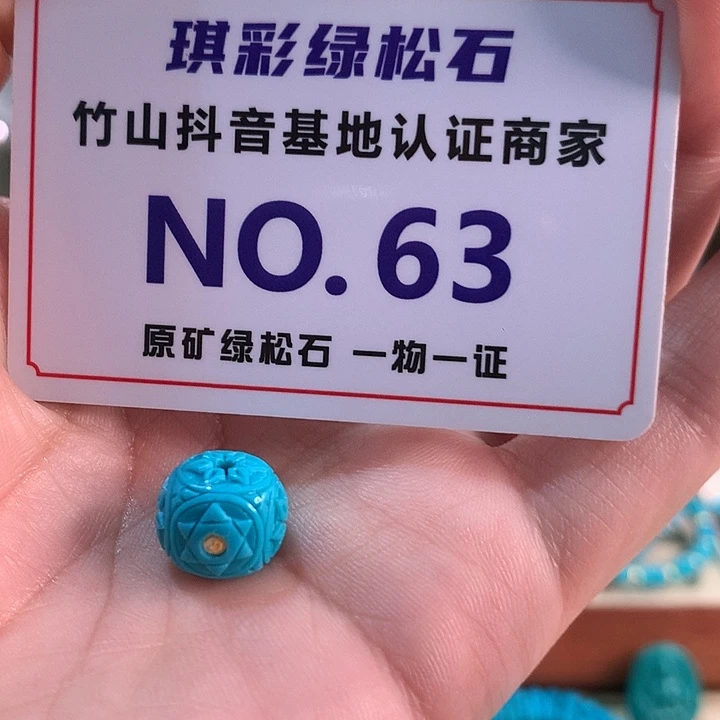 琪彩绿松石
竹山抖音基地认证商家
NO. 63
原矿绿松石 一物一证